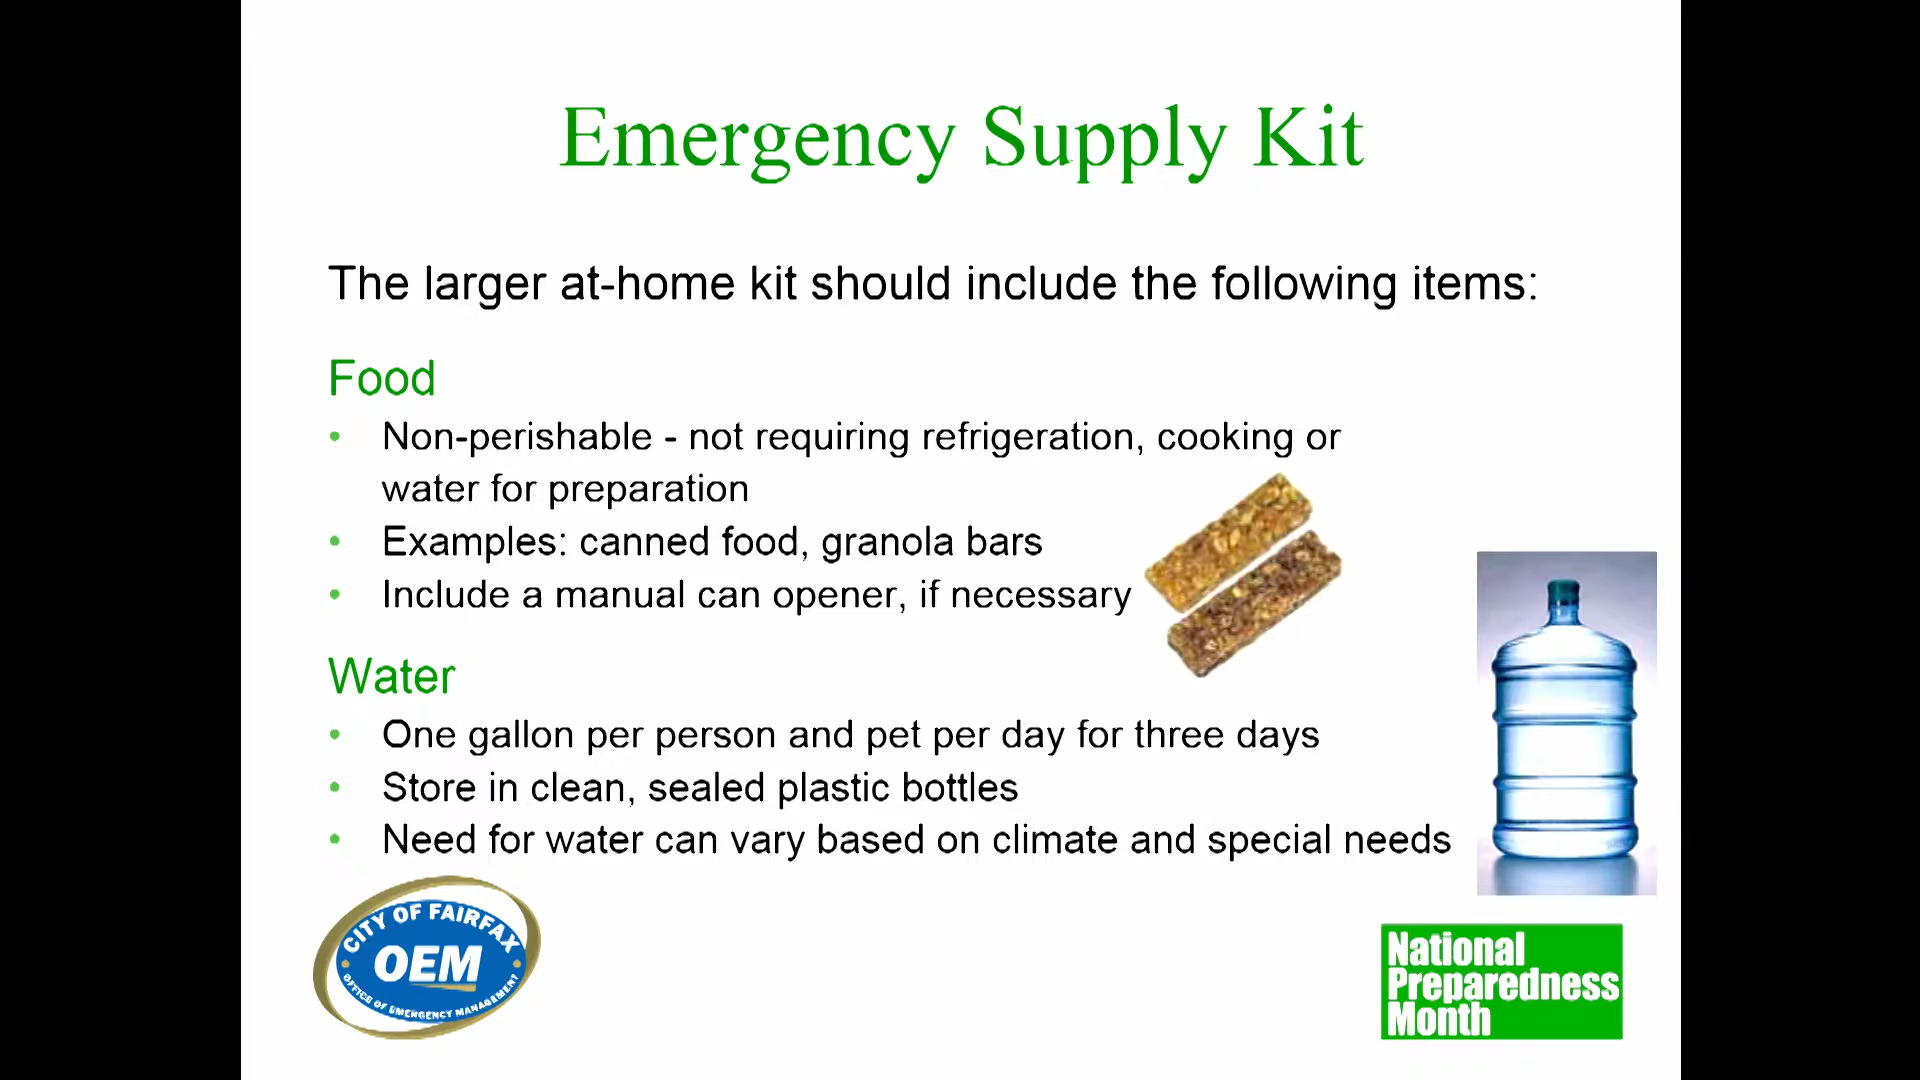 Emergency Supply Kit
The larger at-home kit should include the following items:
Food
• Non-perishable - not requiring refrigeration, cooking or
water for preparation
• Examples: canned food, granola bars
• Include a manual can opener, if necessary
Water
• One gallon per person and pet per day for three days
• Store in clean, sealed plastic bottles
• Need for water can vary based on climate and special needs
CITY OF FAIRFAX
OEM
OFFICE OF EMERGENCY MANAGEMENT
National
Preparedness
Month